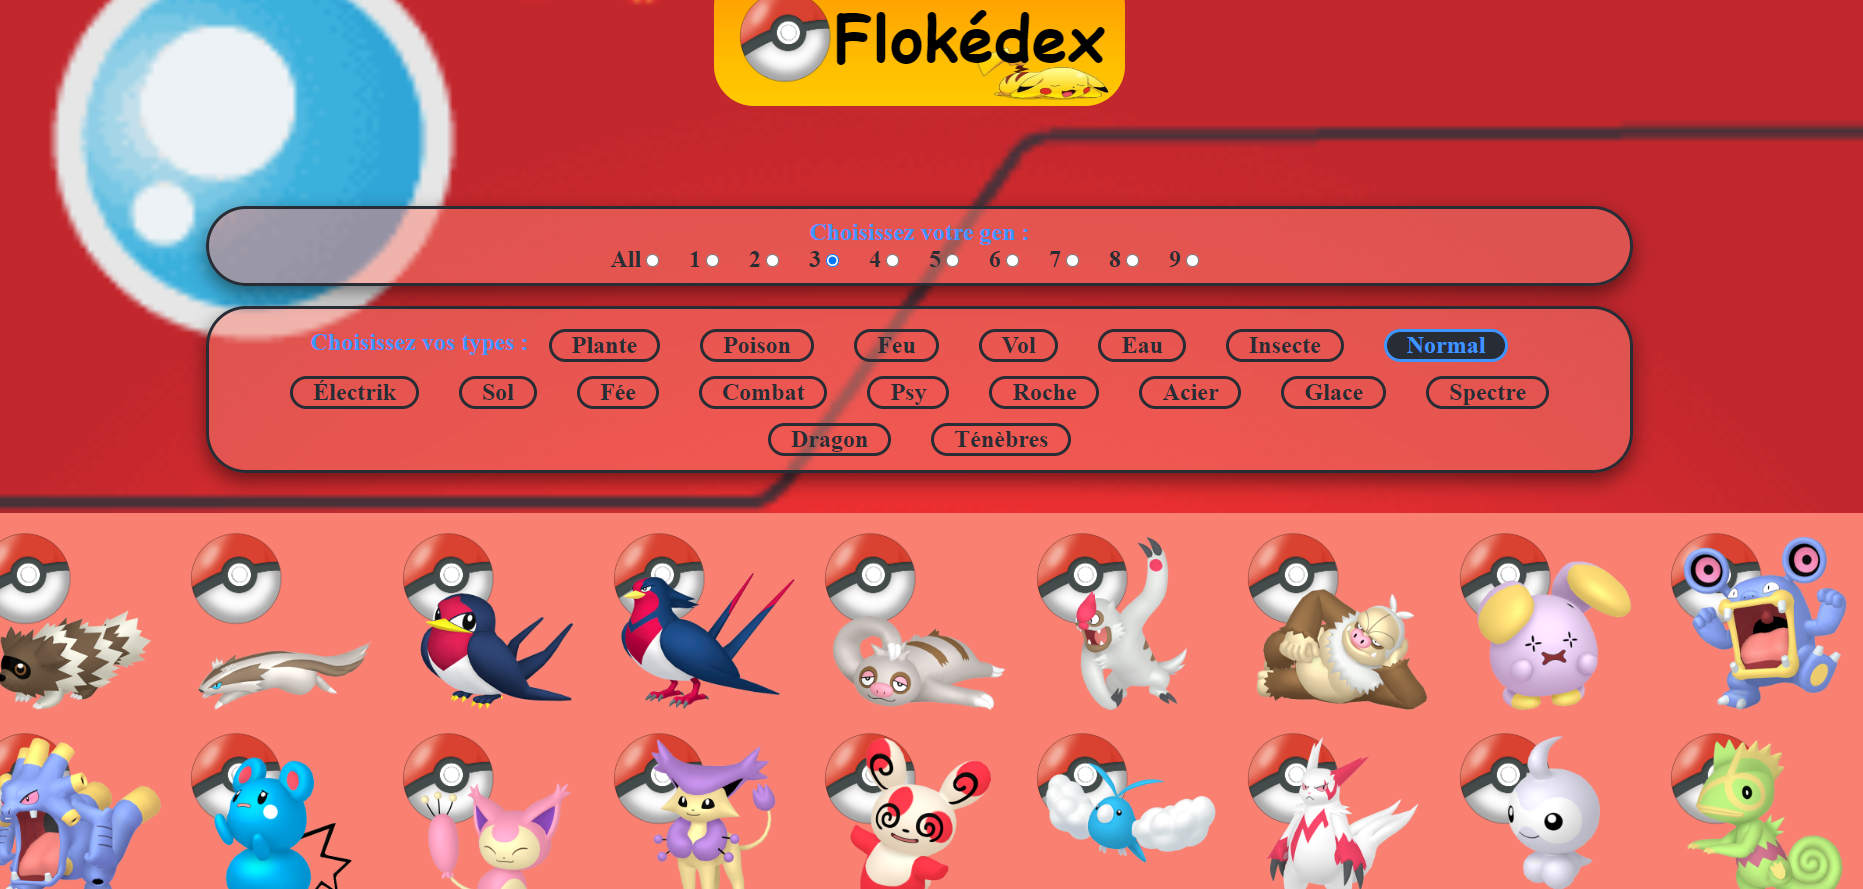 Flokédex
Choisissez votre gen :
All 1 2 3 4 5 6 7 8 9
Choisissez vos types : Plante Poison Feu Vol Eau Insecte Normal
Électrik Sol Fée Combat Psy Roche Acier Glace Spectre
Dragon Ténèbres